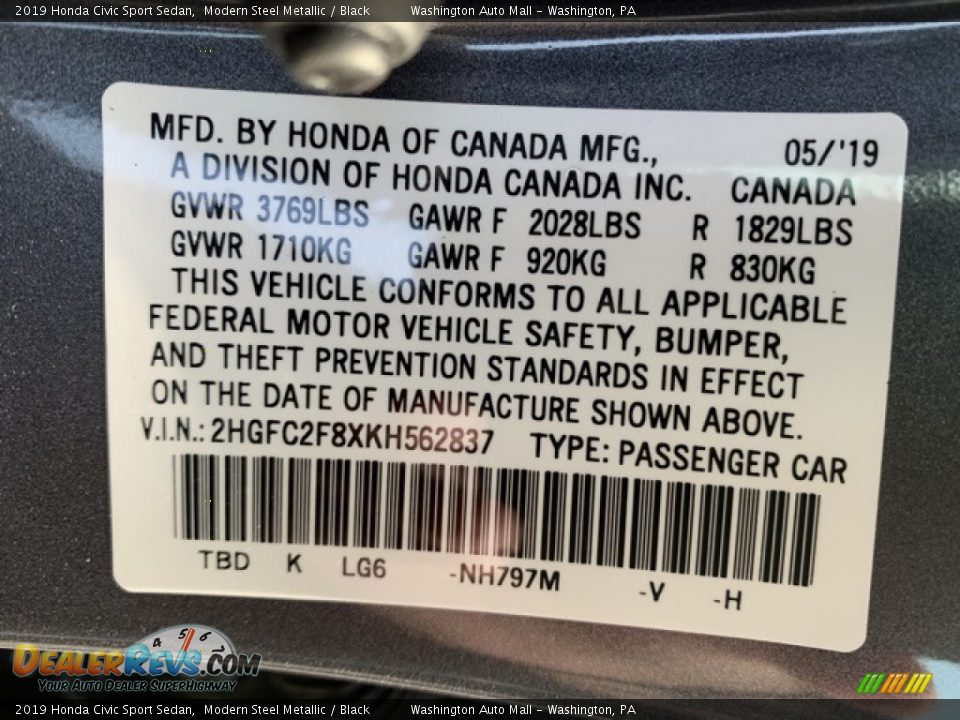 2019 Honda Civic Sport Sedan, Modern Steel Metallic / Black Washington Auto Mall - Washington, PA
MFD. BY HONDA OF CANADA MFG., 05/'19
A DIVISION OF HONDA CANADA INC. CANADA
GVWR 3769LBS GAWR F 2028LBS R 1829LBS
GVWR 1710KG GAWR F 920KG R 830KG
THIS VEHICLE CONFORMS TO ALL APPLICABLE
FEDERAL MOTOR VEHICLE SAFETY, BUMPER,
AND THEFT PREVENTION STANDARDS IN EFFECT
ON THE DATE OF MANUFACTURE SHOWN ABOVE.
V.I.N.: 2HGFC2F8XKH562837 TYPE: PASSENGER CAR
TBD K LG6 -NH797M -V -H
4 5 6
DealerRevs.com
Your Auto Dealer SuperHighway
2019 Honda Civic Sport Sedan, Modern Steel Metallic / Black Washington Auto Mall - Washington, PA